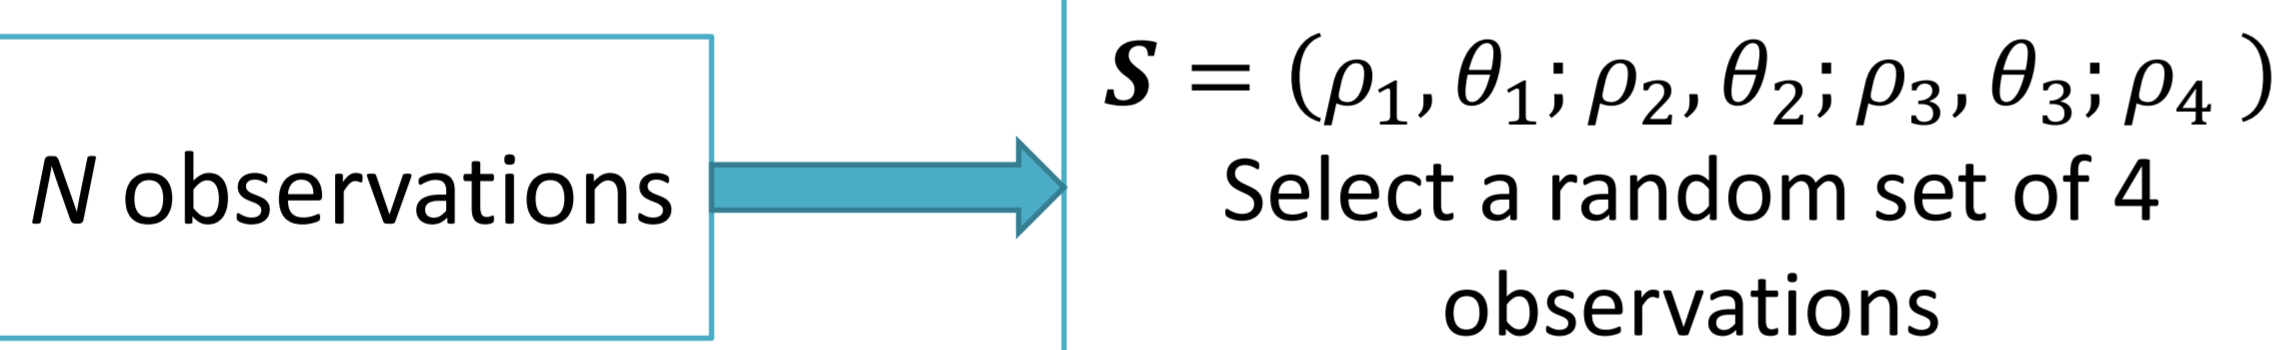 N observations
S = (ρ₁, θ₁; ρ₂, θ₂; ρ₃, θ₃; ρ₄ )
Select a random set of 4
observations